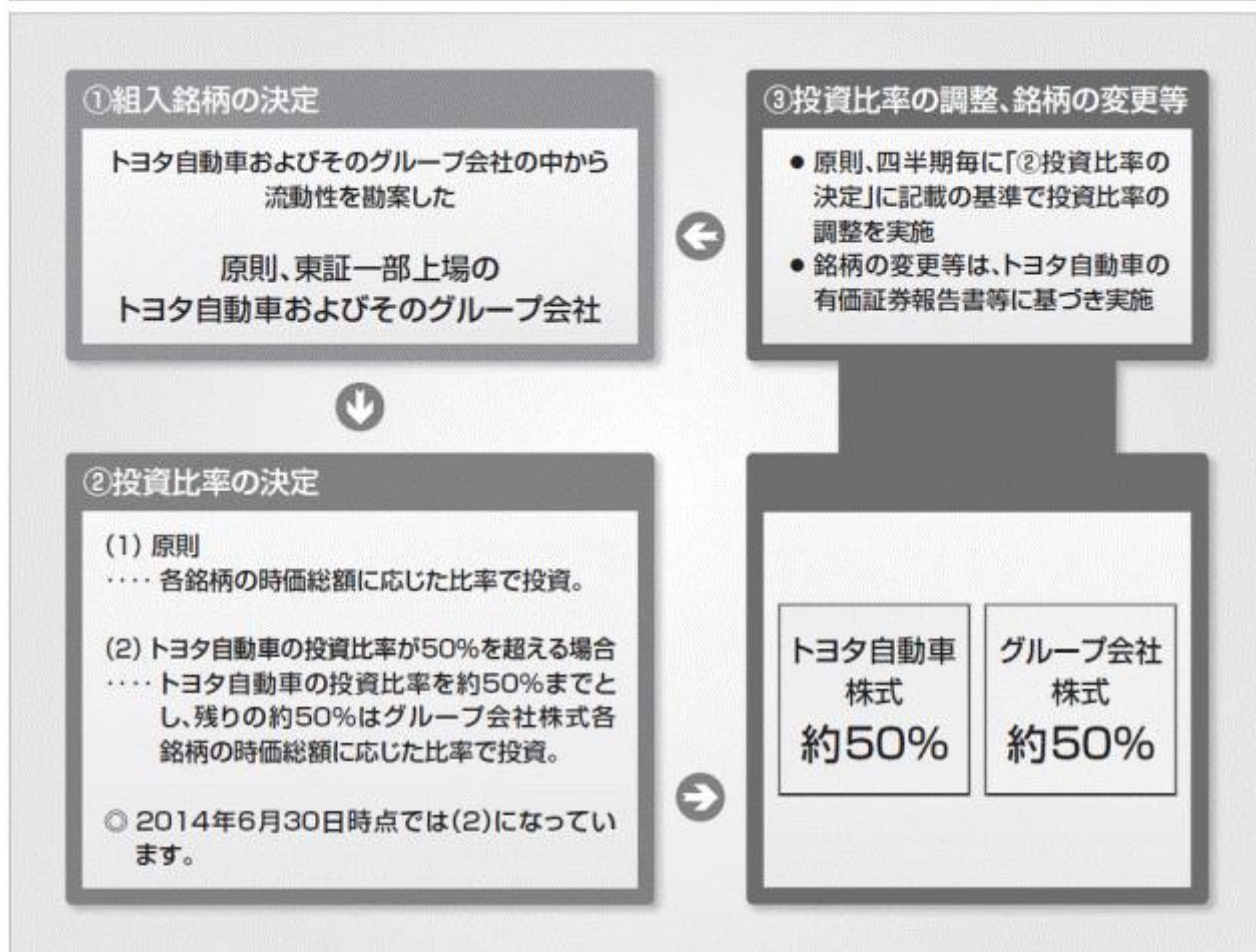 ①組入銘柄の決定
トヨタ自動車およびそのグループ会社の中から
流動性を勘案した
原則、東証一部上場の
トヨタ自動車およびそのグループ会社
②投資比率の決定
(1) 原則
‥‥ 各銘柄の時価総額に応じた比率で投資。
(2) トヨタ自動車の投資比率が50%を超える場合
‥‥ トヨタ自動車の投資比率を約50%までと
し、残りの約50%はグループ会社株式各
銘柄の時価総額に応じた比率で投資。
◎ 2014年6月30日時点では(2)になってい
ます。
トヨタ自動車
株式
約50%
グループ会社
株式
約50%
③投資比率の調整、銘柄の変更等
● 原則、四半期毎に「②投資比率の
決定」に記載の基準で投資比率の
調整を実施
● 銘柄の変更等は、トヨタ自動車の
有価証券報告書等に基づき実施